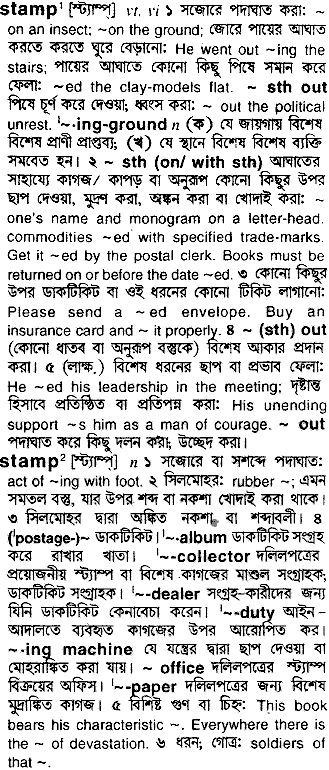 stamp¹ [স্ট্যাম্প] vt, vi ১ সজোরে পদাঘাত করা: ~
on an insect; ~on the ground; জোরে পায়ের আঘাত
করতে করতে ঘুরে বেড়ানো: He went out ~ing the
stairs; পায়ের আঘাতে কোনো কিছু পিষে সমান করে
ফেলা: ~ed the clay-models flat. ~ sth out
পিষে চূর্ণ করে দেওয়া; ধ্বংস করা: ~ out the political
unrest. ˈ~·ing-ground n (ক) যে জায়গায় বিশেষ
বিশেষ প্রাণী প্রাপ্তব্য; (খ) যে স্থানে বিশেষ বিশেষ ব্যক্তি
সমবেত হন। ২ ~ sth (on/ with sth) আঘাতের
সাহায্যে কাগজ/ কাপড় বা অনুরূপ কোনো কিছুর উপর
ছাপ দেওয়া, মুদ্রণ করা, অঙ্কন করা বা খোদাই করা: ~
one's name and monogram on a letter-head.
commodities ~ed with specified trade-marks.
Get it ~ed by the postal clerk. Books must be
returned on or before the date ~ed. ৩ কোনো কিছুর
উপর ডাকটিকিট বা ওই ধরনের কোনো টিকিট লাগানো:
Please send a ~ed envelope. Buy an
insurance card and ~ it properly. ৪ ~ (sth) out
(কোনো ধাতব বা অনুরূপ বস্তুকে) বিশেষ আকার প্রদান
করা। ৫ (লাক্ষ.) বিশেষ ধরনের ছাপ বা প্রভাব ফেলা:
He ~ed his leadership in the meeting; দৃষ্টান্ত
হিসাবে প্রতিষ্ঠিত বা প্রতিপন্ন করা: His unending
support ~s him as a man of courage. ~ out
পদাঘাত করে কিছু দলন করা; উচ্ছেদ করা।
stamp² [স্ট্যাম্প] n ১ সজোরে বা সশব্দে পদাঘাত:
act of ~ing with foot. ২ সিলমোহর: rubber ~; এমন
সমতল বস্তু, যার উপর শব্দ বা নকশা খোদাই করা থাকে।
৩ সিলমোহর দ্বারা অঙ্কিত নকশা বা শব্দাবলী। ৪
(ˈpostage-)~ ডাকটিকিট। ˈ~-album ডাকটিকিট সংগ্রহ
করে রাখার খাতা। ˈ~-collector দলিলপত্রের
প্রয়োজনীয় স্ট্যাম্প বা বিশেষ কাগজের মাশুল সংগ্রাহক;
ডাকটিকিট সংগ্রাহক। ˈ~-dealer সংগ্রহ-কারীদের জন্য
যিনি ডাকটিকিট কেনাবেচা করেন। ˈ~-duty আইন-
আদালতে ব্যবহৃত কাগজের উপর আরোপিত কর।
~·ing machine যে যন্ত্রের দ্বারা ছাপ দেওয়া বা
মোহরাঙ্কিত করা যায়। ~ office দলিলপত্রের স্ট্যাম্প
বিক্রয়ের অফিস। ˈ~-paper দলিলপত্রের জন্য বিশেষ
মুদ্রাঙ্কিত কাগজ। ৫ বিশিষ্ট গুণ বা চিহ্ন: This book
bears his characteristic ~. Everywhere there is
the ~ of devastation. ৬ ধরন; গোত্র: soldiers of
that ~.